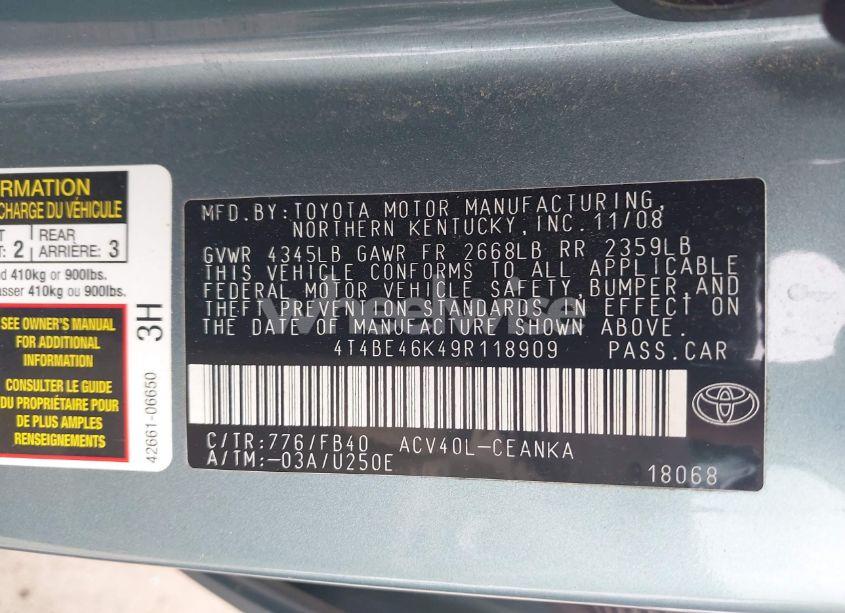 RMATION
CHARGE DU VÉHICULE
T : 2 REAR ARRIÈRE: 3
d 410kg or 900lbs.
asser 410kg ou 900lbs.
SEE OWNER'S MANUAL
FOR ADDITIONAL
INFORMATION
CONSULTER LE GUIDE
DU PROPRIÉTAIRE POUR
DE PLUS AMPLES
RENSEIGNEMENTS
3H
42661-06650
MFD.BY:TOYOTA MOTOR MANUFACTURING,
NORTHERN KENTUCKY, INC. 11/08
GVWR 4345LB GAWR FR 2668LB RR 2359LB
THIS VEHICLE CONFORMS TO ALL APPLICABLE
FEDERAL MOTOR VEHICLE SAFETY, BUMPER, AND
THEFT PREVENTION STANDARDS IN EFFECT ON
THE DATE OF MANUFACTURE SHOWN ABOVE.
4T4BE46K49R118909 PASS.CAR
C/TR:776/FB40 ACV40L-CEANKA
A/TM:-03A/U250E
18068